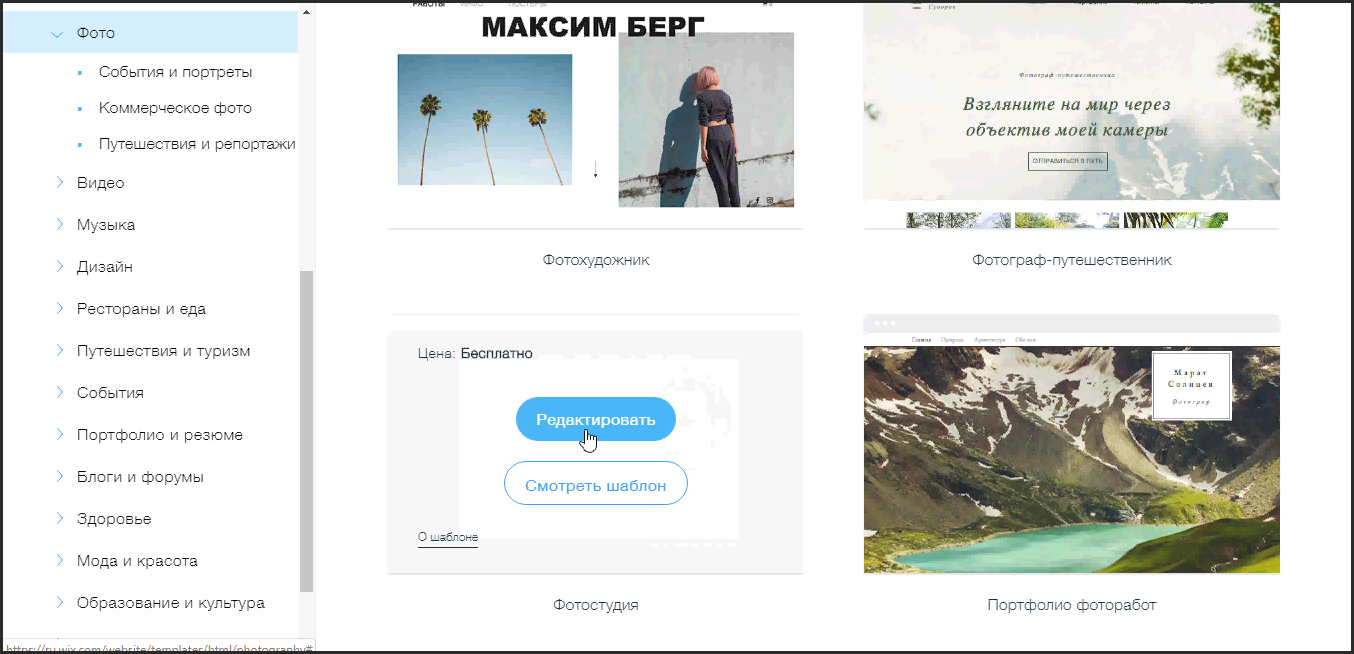 Фото
События и портреты
Коммерческое фото
Путешествия и репортажи
Видео
Музыка
Дизайн
Рестораны и еда
Путешествия и туризм
События
Портфолио и резюме
Блоги и форумы
Здоровье
Мода и красота
Образование и культура
https://ru.wix.com/website/templates/html/photography#
РАБОТЫ ИНФО ПОСТЕРЫ
МАКСИМ БЕРГ
Фотохудожник
Суворов
Фотограф-путешественник
Взгляните на мир через
объектив моей камеры
ОТПРАВИТЬСЯ В ПУТЬ
Фотограф-путешественник
Цена: Бесплатно
Редактировать
Смотреть шаблон
О шаблоне
Фотостудия
Главная Природа Архитектура Обо мне
Марат
Солнцев
Фотограф
Портфолио фоторабот